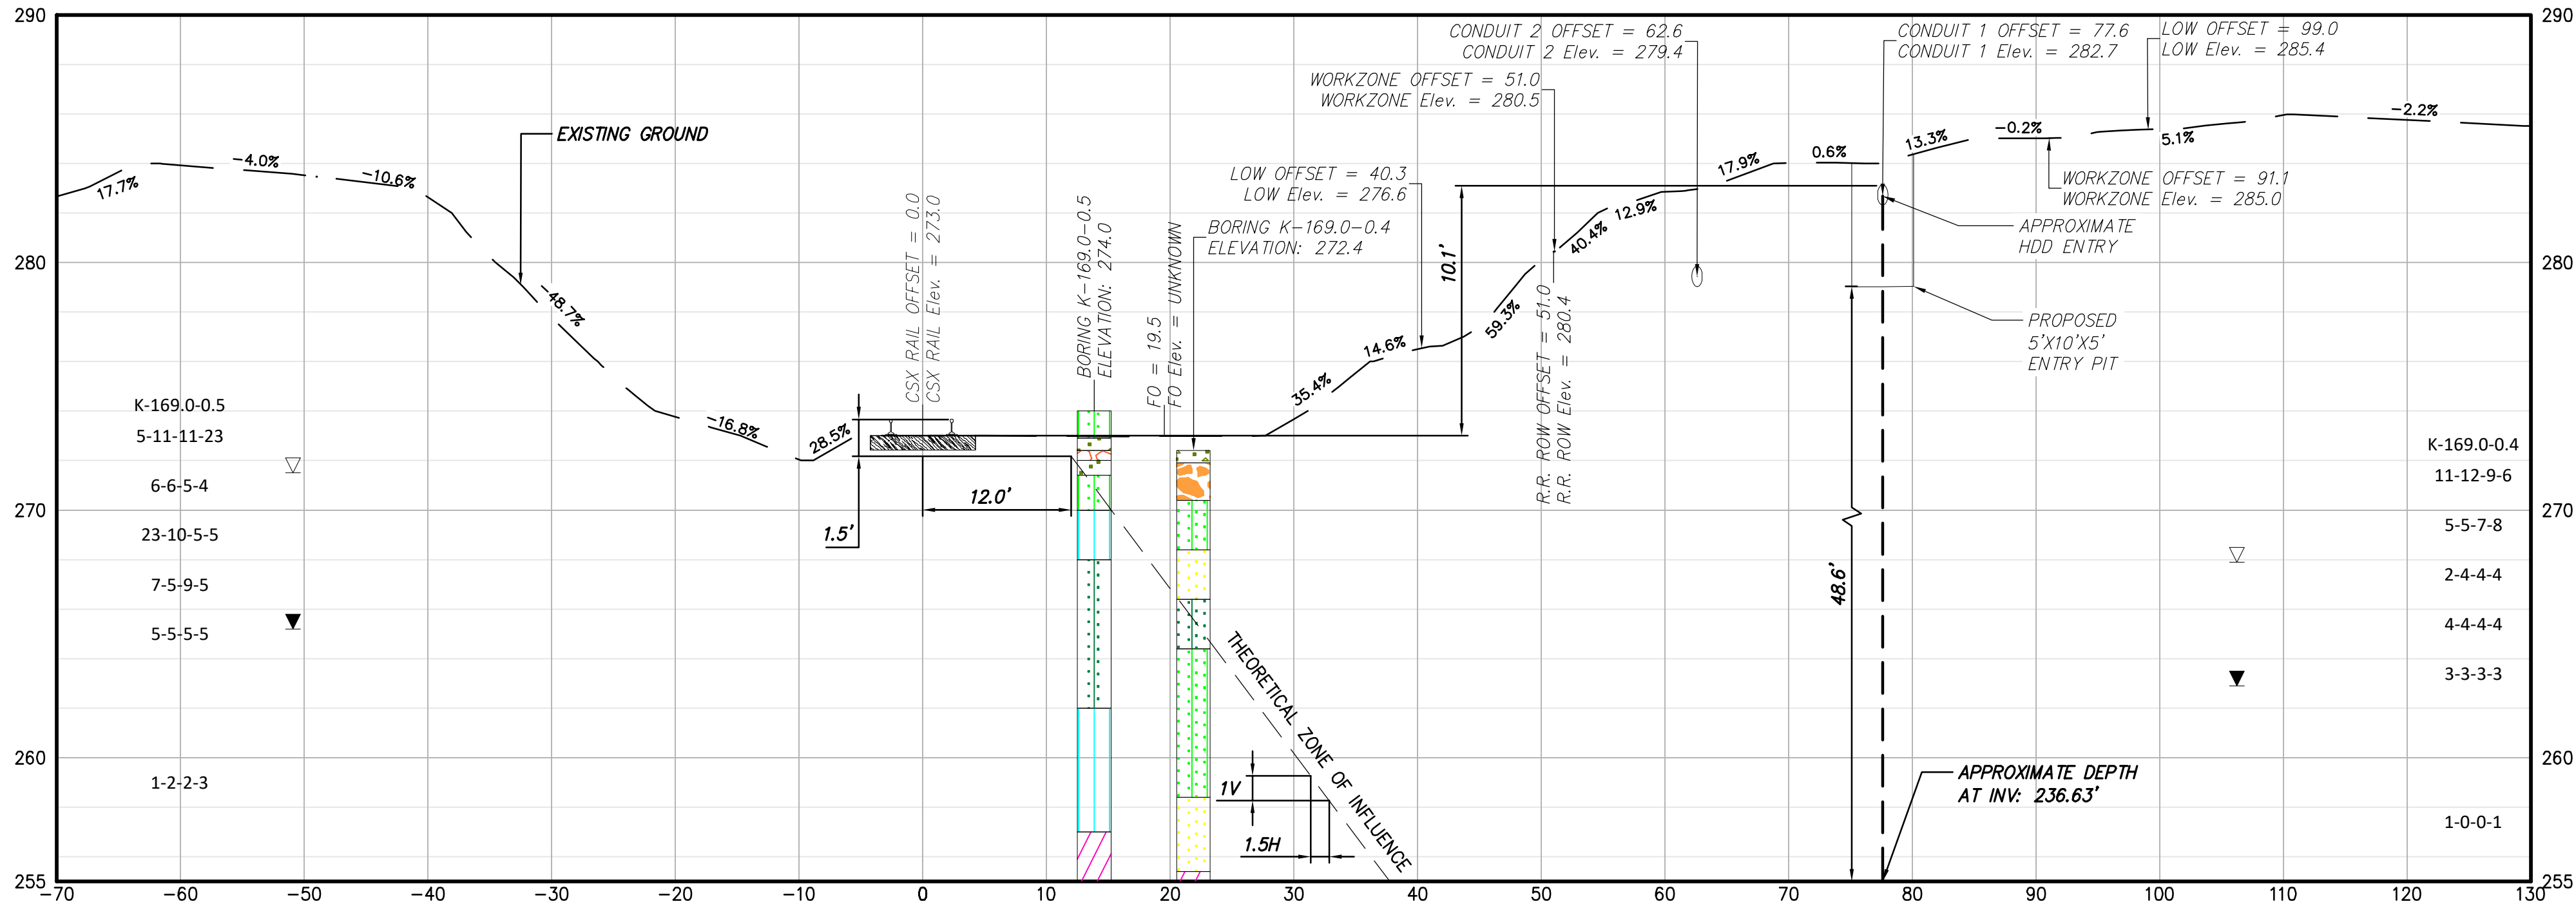 290
290
CONDUIT 2 OFFSET = 62.6
CONDUIT 2 Elev. = 279.4
CONDUIT 1 OFFSET = 77.6
CONDUIT 1 Elev. = 282.7
LOW OFFSET = 99.0
LOW Elev. = 285.4
WORKZONE OFFSET = 51.0
WORKZONE Elev. = 280.5
-2.2%
EXISTING GROUND
-4.0%
-10.6%
17.7%
17.9%
0.6%
13.3%
-0.2%
5.1%
LOW OFFSET = 40.3
LOW Elev. = 276.6
WORKZONE OFFSET = 91.1
WORKZONE Elev. = 285.0
CSX RAIL OFFSET = 0.0
CSX RAIL Elev. = 273.0
BORING K-169.0-0.5
ELEVATION: 274.0
FO = 19.5
FO Elev. = UNKNOWN
BORING K-169.0-0.4
ELEVATION: 272.4
12.9%
40.4%
10.1'
APPROXIMATE
HDD ENTRY
280
280
-48.7%
59.3%
14.6%
35.4%
R.R. ROW OFFSET = 51.0
R.R. ROW Elev. = 280.4
PROPOSED
5'X10'X5'
ENTRY PIT
K-169.0-0.5
5-11-11-23
6-6-5-4
23-10-5-5
7-5-9-5
5-5-5-5
1-2-2-3
-16.8%
28.5%
12.0'
1.5'
K-169.0-0.4
11-12-9-6
5-5-7-8
2-4-4-4
4-4-4-4
3-3-3-3
1-0-0-1
270
270
48.6'
THEORETICAL ZONE OF INFLUENCE
260
260
1V
1.5H
APPROXIMATE DEPTH
AT INV: 236.63'
255
255
-70 -60 -50 -40 -30 -20 -10 0 10 20 30 40 50 60 70 80 90 100 110 120 130